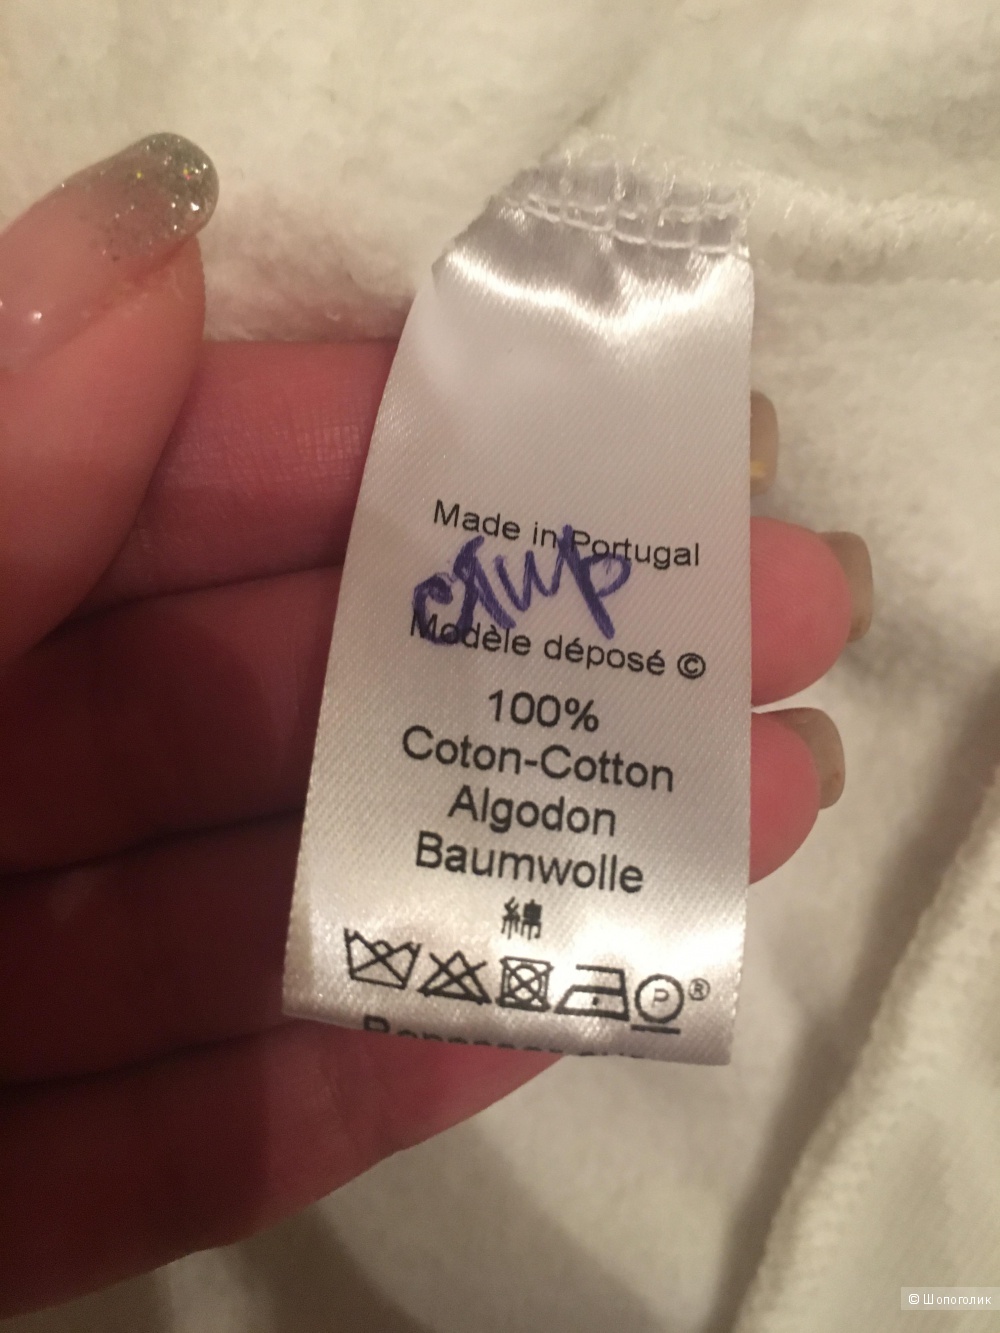 Made in Portugal
Modèle déposé ©
100%
Coton-Cotton
Algodon
Baumwolle
綿
P ®
© Шопоголик